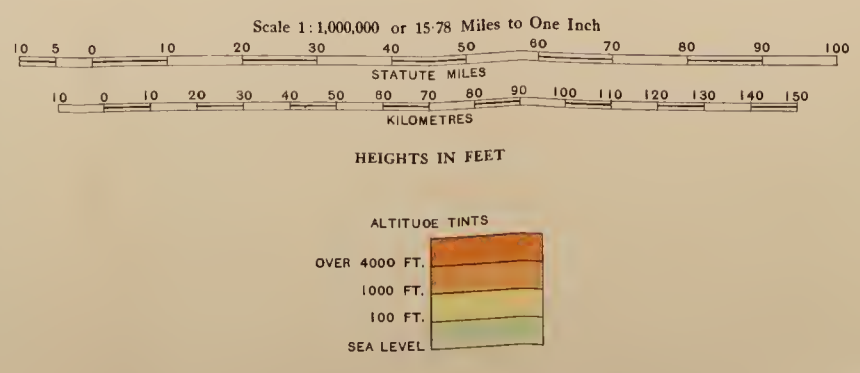 Scale 1:1,000,000 or 15·78 Miles to One Inch
10 5 0 10 20 30 40 50 60 70 80 90 100
STATUTE MILES
10 0 10 20 30 40 50 60 70 80 90 100 110 120 130 140 150
KILOMETRES
HEIGHTS IN FEET
ALTITUDE TINTS
OVER 4000 FT.
1000 FT.
100 FT.
SEA LEVEL